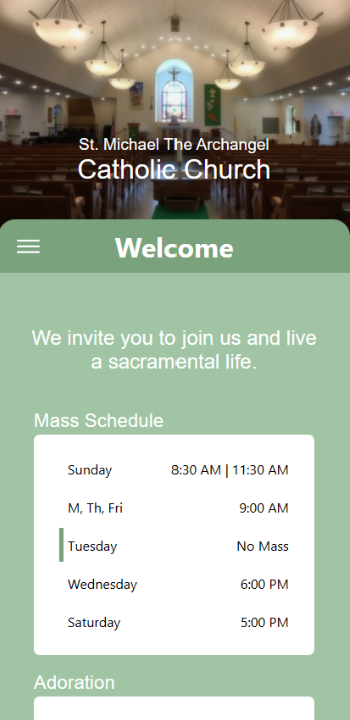 St. Michael The Archangel
Catholic Church
Welcome
We invite you to join us and live
a sacramental life.
Mass Schedule
Sunday 8:30 AM | 11:30 AM
M, Th, Fri 9:00 AM
Tuesday No Mass
Wednesday 6:00 PM
Saturday 5:00 PM
Adoration